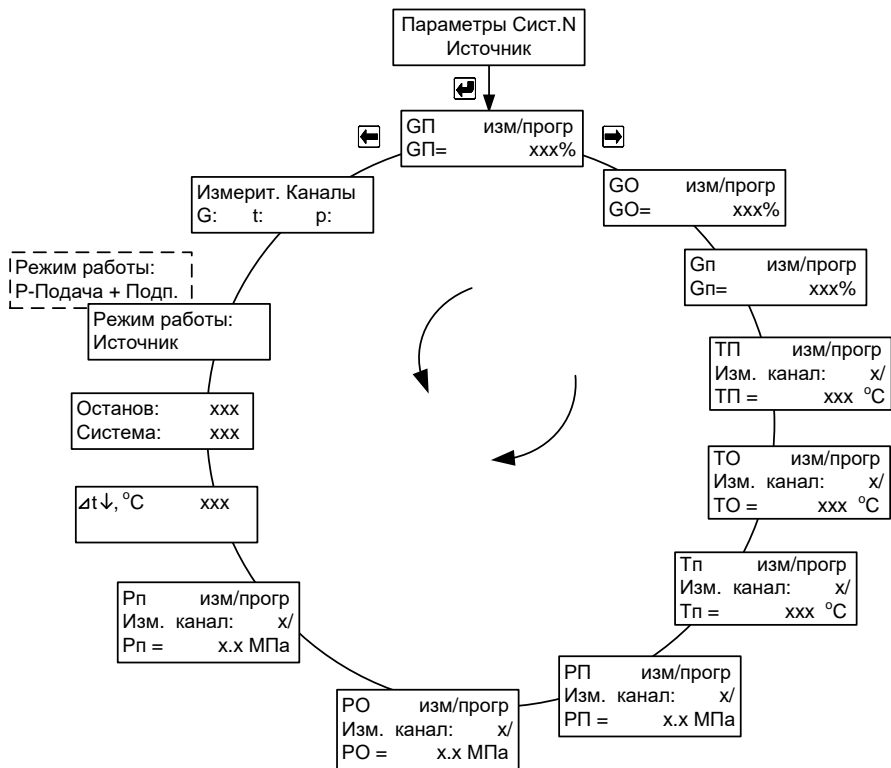 Параметры Сист.N
Источник
GП изм/прогр
GП= xxx%
GO изм/прогр
GO= xxx%
Gп изм/прогр
Gп= xxx%
ТП изм/прогр
Изм. канал: x/
ТП = xxx °C
ТО изм/прогр
Изм. канал: x/
ТО = xxx °C
Тп изм/прогр
Изм. канал: x/
Тп = xxx °C
РП изм/прогр
Изм. канал: x/
РП = x.x МПа
РО изм/прогр
Изм. канал: x/
РО = x.x МПа
Рп изм/прогр
Изм. канал: x/
Рп = x.x МПа
⊿t↓, °C xxx
Останов: xxx
Система: xxx
Режим работы:
Источник
Режим работы:
Р-Подача + Подп.
Измерит. Каналы
G: t: p: